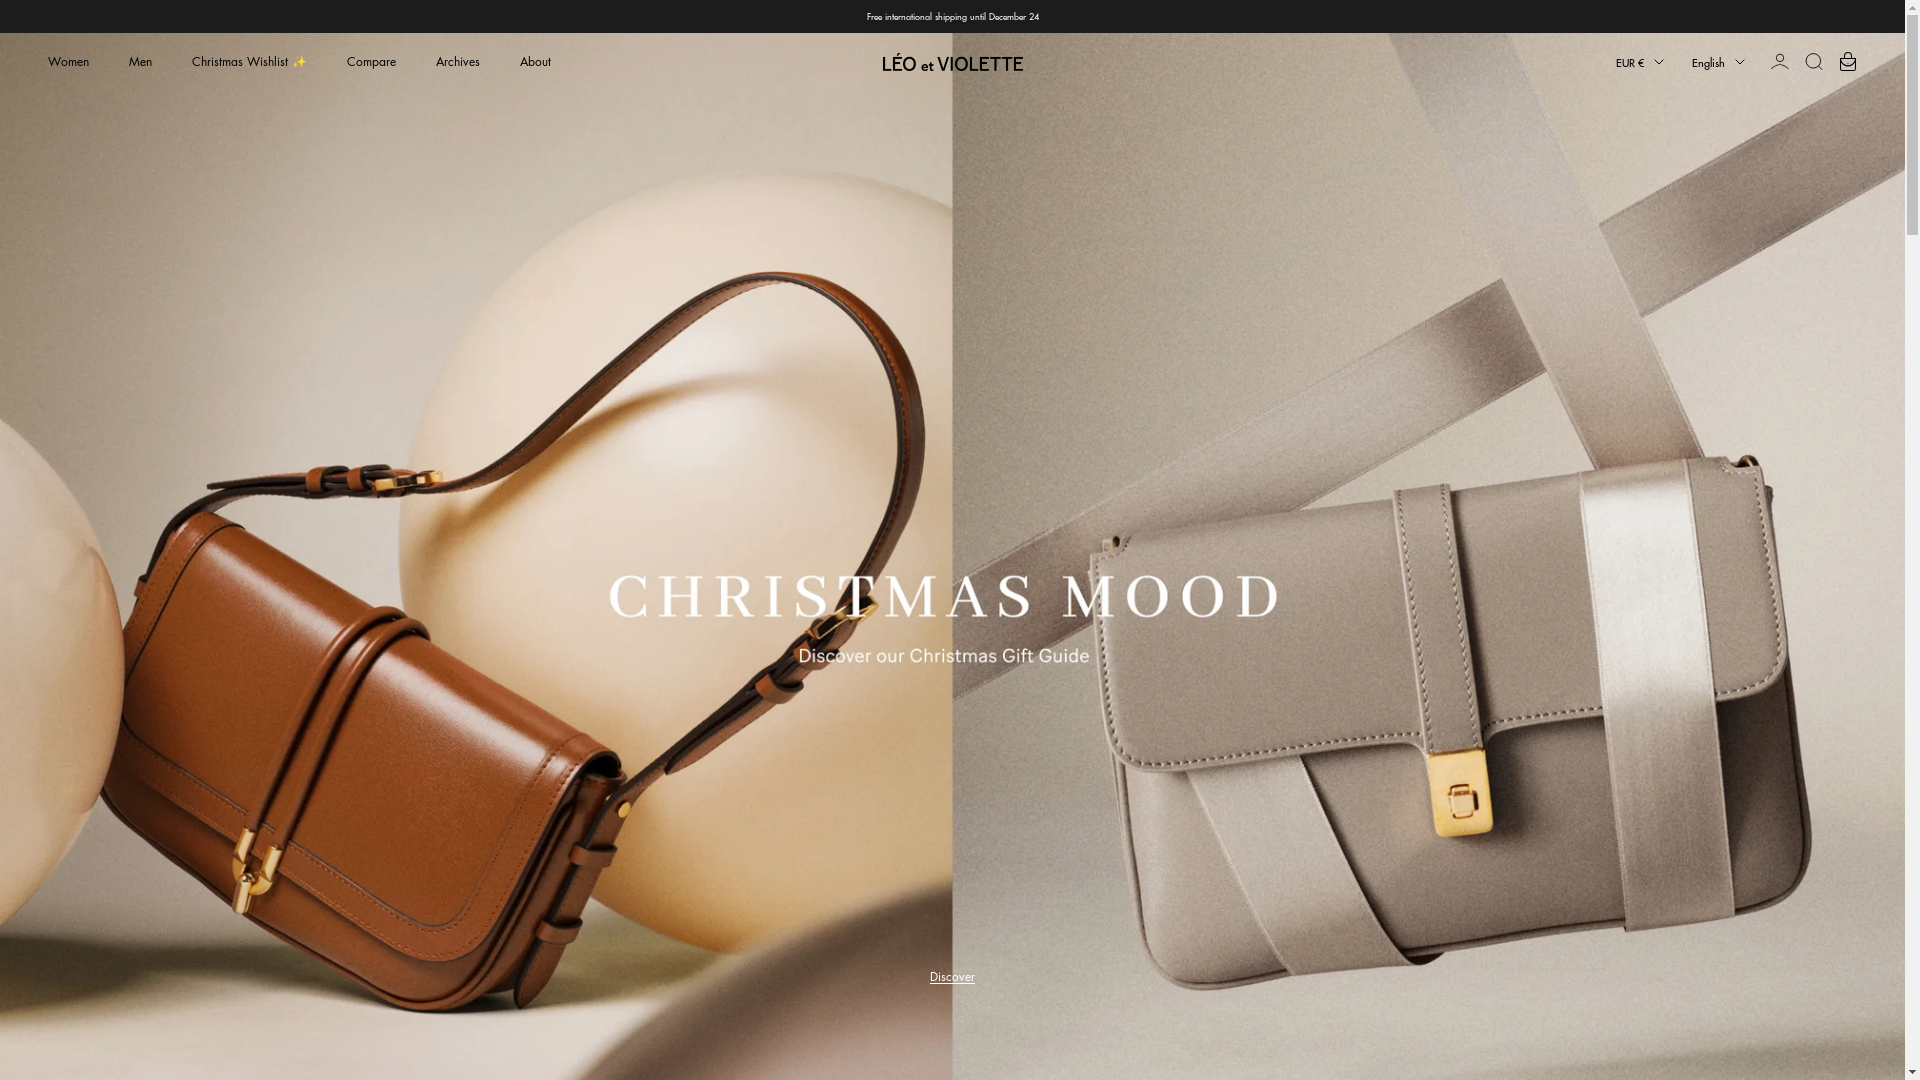 Free international shipping until December 24
Women
Men
Christmas Wishlist ✨
Compare
Archives
About
LÉO et VIOLETTE
EUR €
English
CHRISTMAS MOOD
Discover our Christmas Gift Guide
Discover